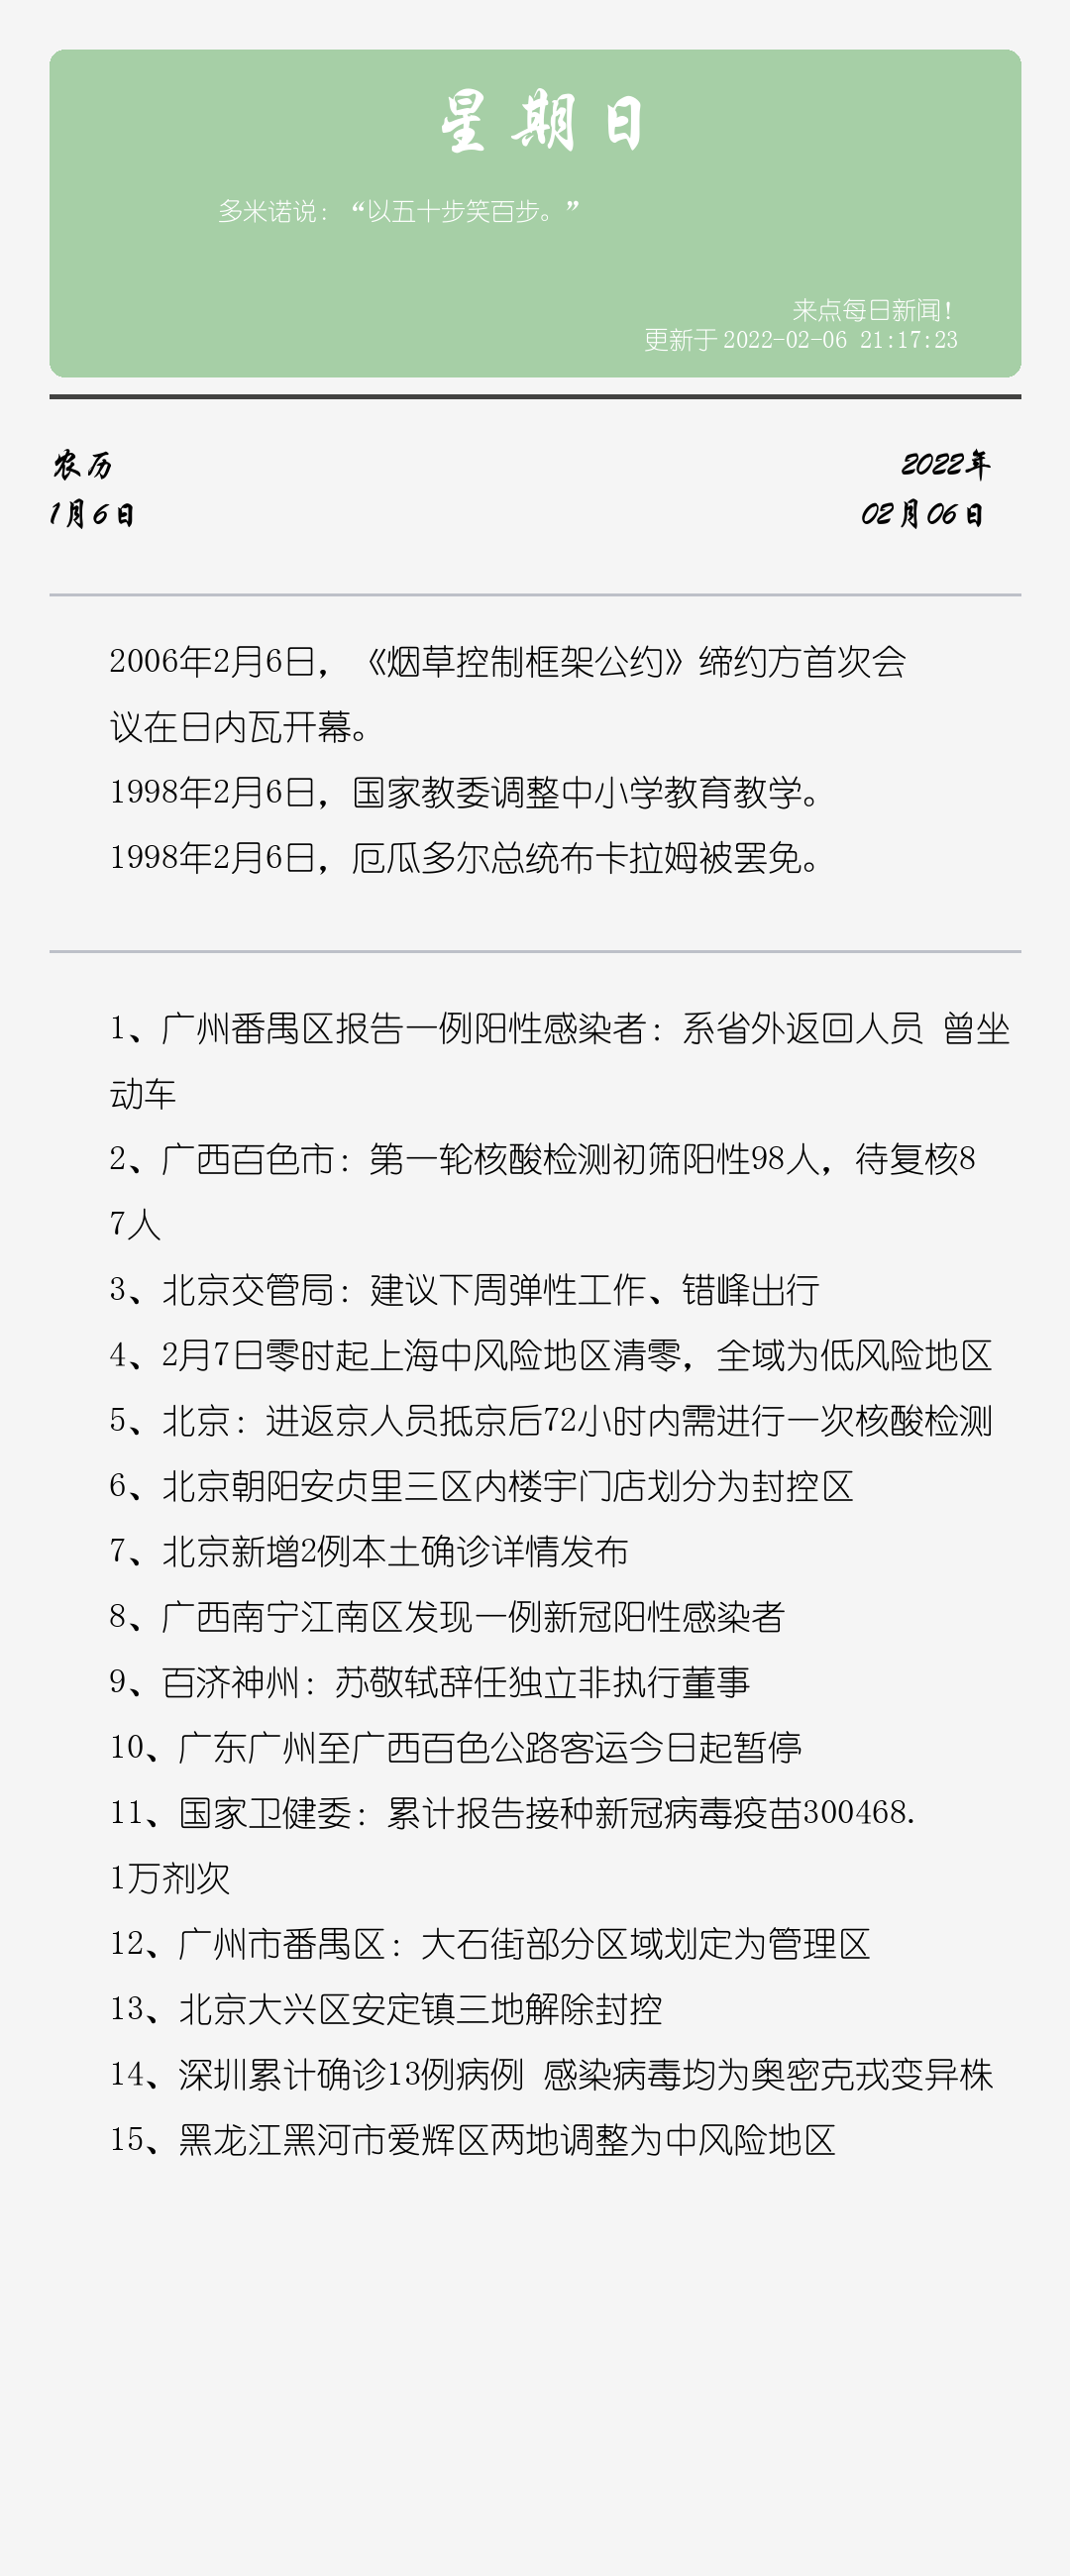 星期日
多米诺说：“以五十步笑百步。”
来点每日新闻！
更新于 2022-02-06 21:17:23
农历
2022年
1月6日
02月06日
2006年2月6日，《烟草控制框架公约》缔约方首次会
议在日内瓦开幕。
1998年2月6日，国家教委调整中小学教育教学。
1998年2月6日，厄瓜多尔总统布卡拉姆被罢免。
1、广州番禺区报告一例阳性感染者：系省外返回人员 曾坐
动车
2、广西百色市：第一轮核酸检测初筛阳性98人，待复核8
7人
3、北京交管局：建议下周弹性工作、错峰出行
4、2月7日零时起上海中风险地区清零，全域为低风险地区
5、北京：进返京人员抵京后72小时内需进行一次核酸检测
6、北京朝阳安贞里三区内楼宇门店划分为封控区
7、北京新增2例本土确诊详情发布
8、广西南宁江南区发现一例新冠阳性感染者
9、百济神州：苏敬轼辞任独立非执行董事
10、广东广州至广西百色公路客运今日起暂停
11、国家卫健委：累计报告接种新冠病毒疫苗300468.
1万剂次
12、广州市番禺区：大石街部分区域划定为管理区
13、北京大兴区安定镇三地解除封控
14、深圳累计确诊13例病例 感染病毒均为奥密克戎变异株
15、黑龙江黑河市爱辉区两地调整为中风险地区